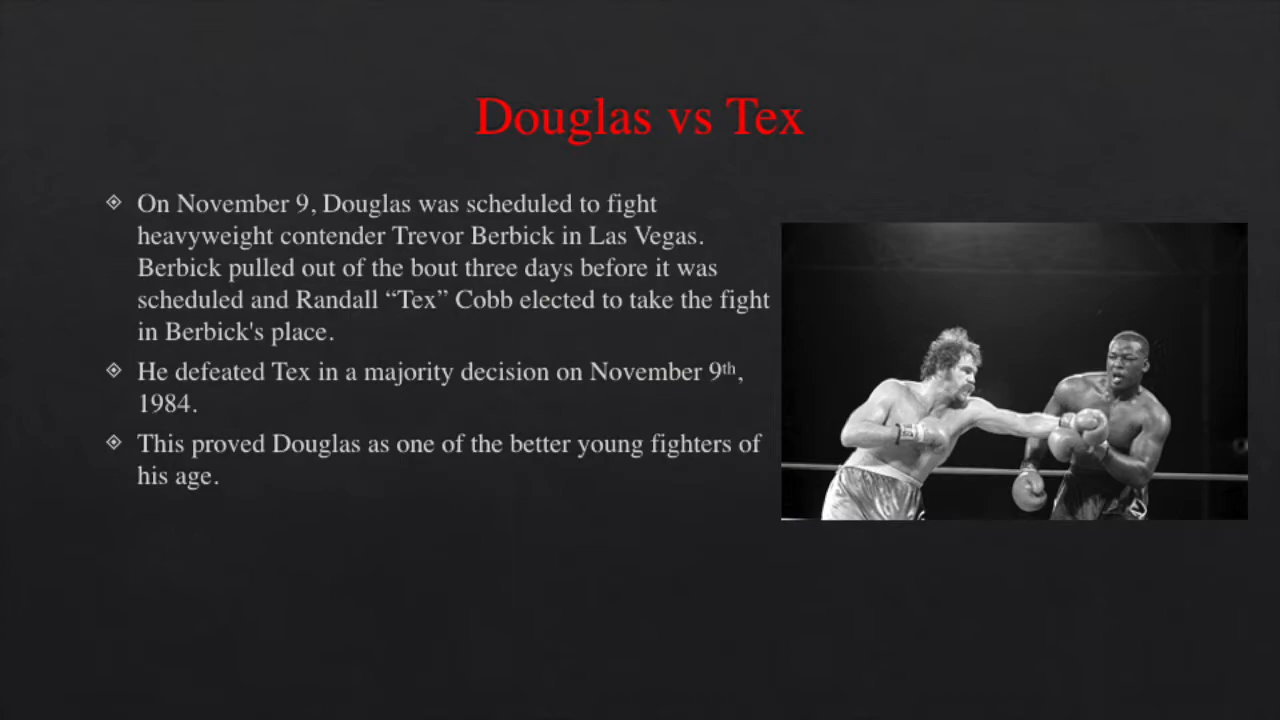 Douglas vs Tex
On November 9, Douglas was scheduled to fight
heavyweight contender Trevor Berbick in Las Vegas.
Berbick pulled out of the bout three days before it was
scheduled and Randall “Tex” Cobb elected to take the fight
in Berbick's place.
He defeated Tex in a majority decision on November 9th,
1984.
This proved Douglas as one of the better young fighters of
his age.